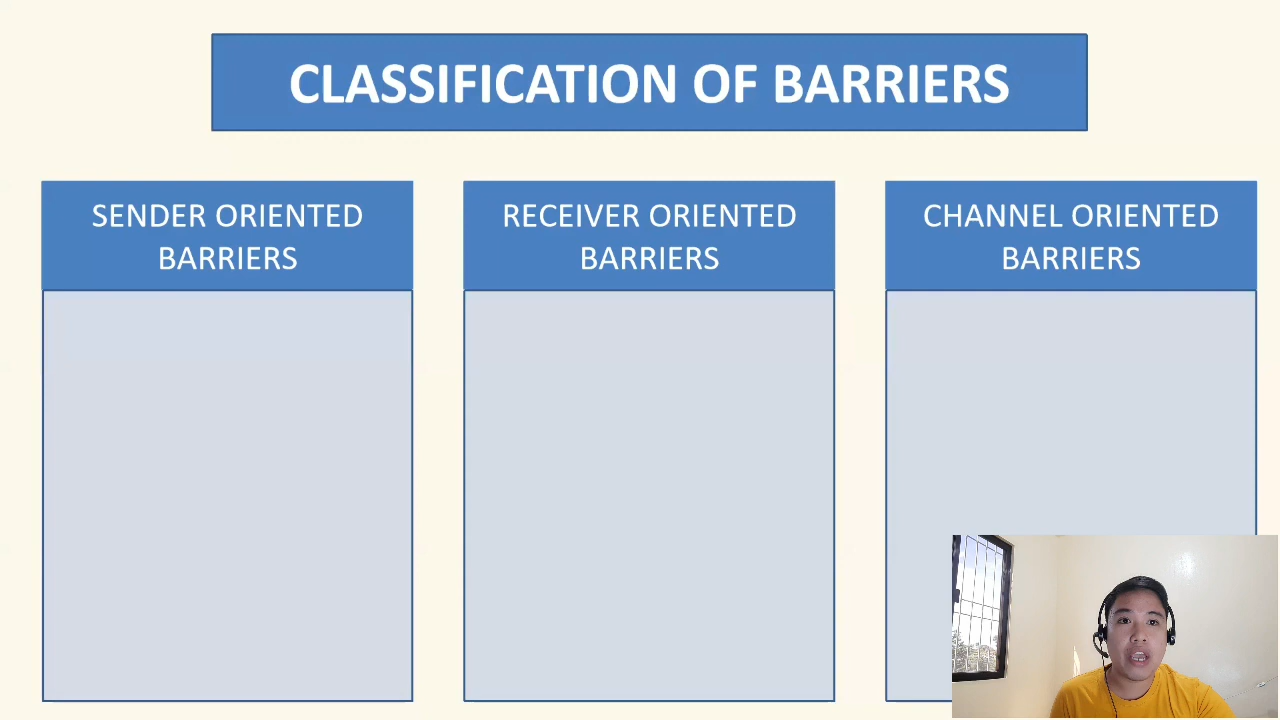 CLASSIFICATION OF BARRIERS
SENDER ORIENTED
BARRIERS
RECEIVER ORIENTED
BARRIERS
CHANNEL ORIENTED
BARRIERS